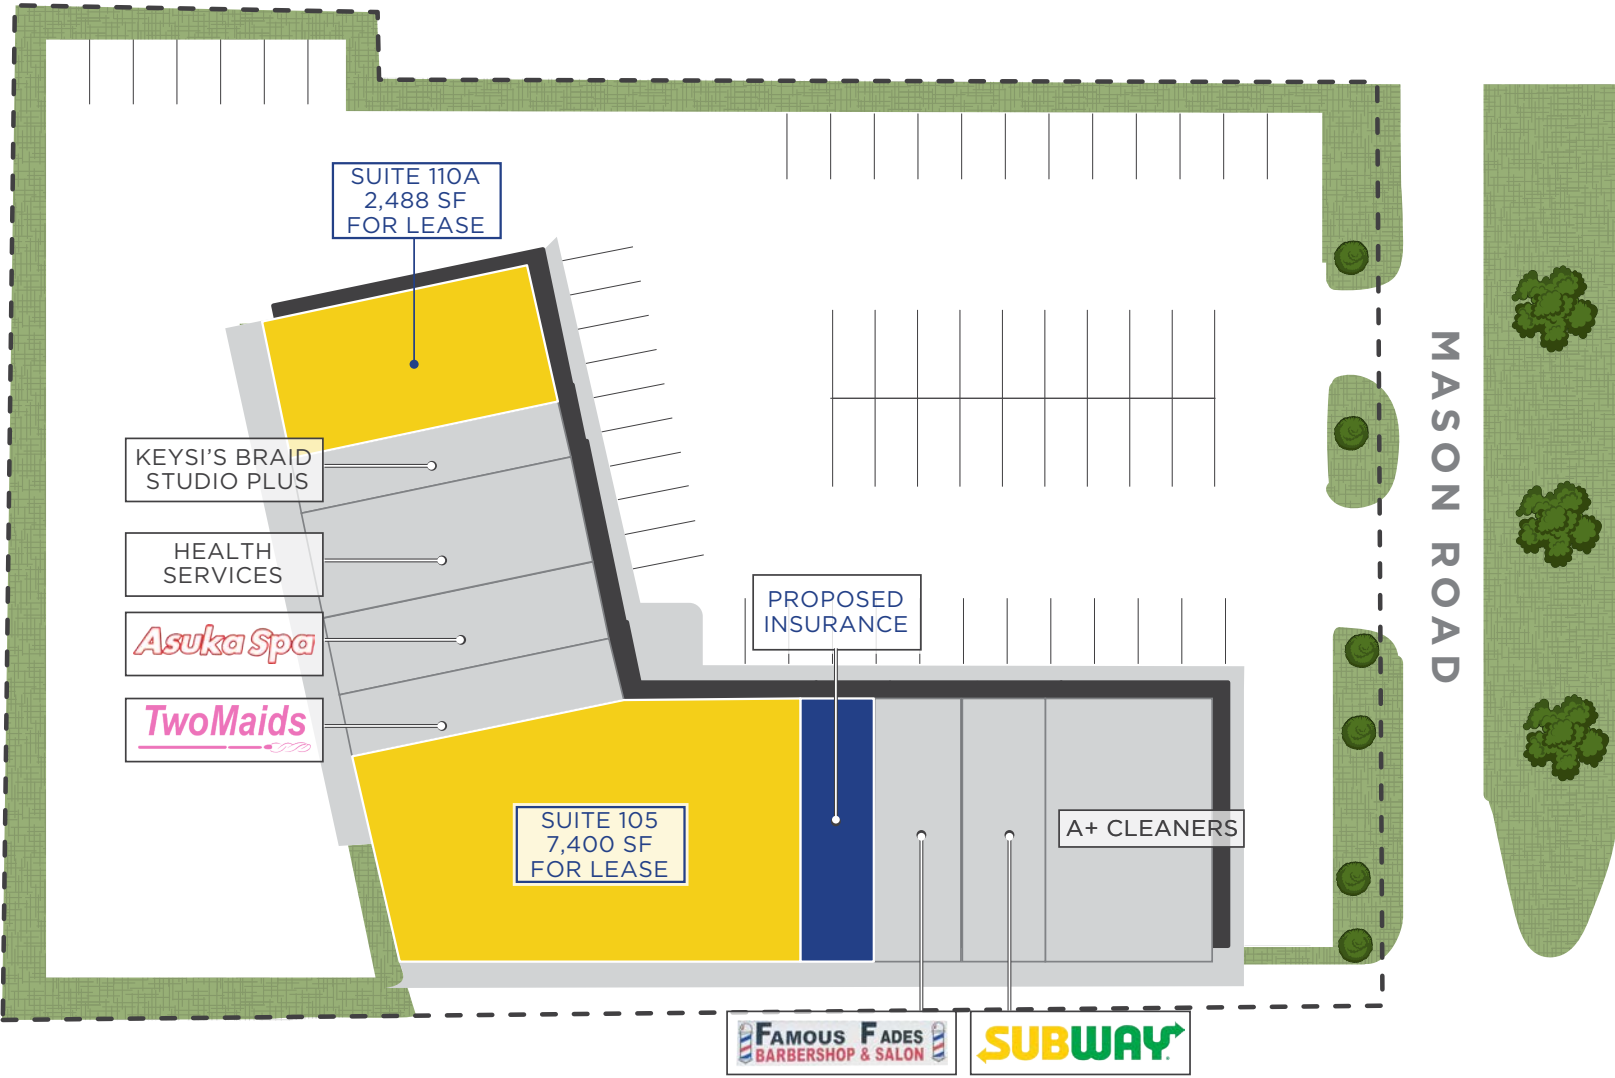 SUITE 110A
2,488 SF
FOR LEASE
KEYSI'S BRAID
STUDIO PLUS
HEALTH
SERVICES
Asuka Spa
TwoMaids
PROPOSED
INSURANCE
SUITE 105
7,400 SF
FOR LEASE
A+ CLEANERS
MASON ROAD
FAMOUS FADES
BARBERSHOP & SALON
SUBWAY